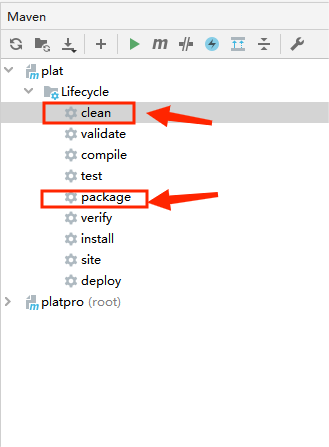 Maven
plat
Lifecycle
clean
validate
compile
test
package
verify
install
site
deploy
platpro (root)